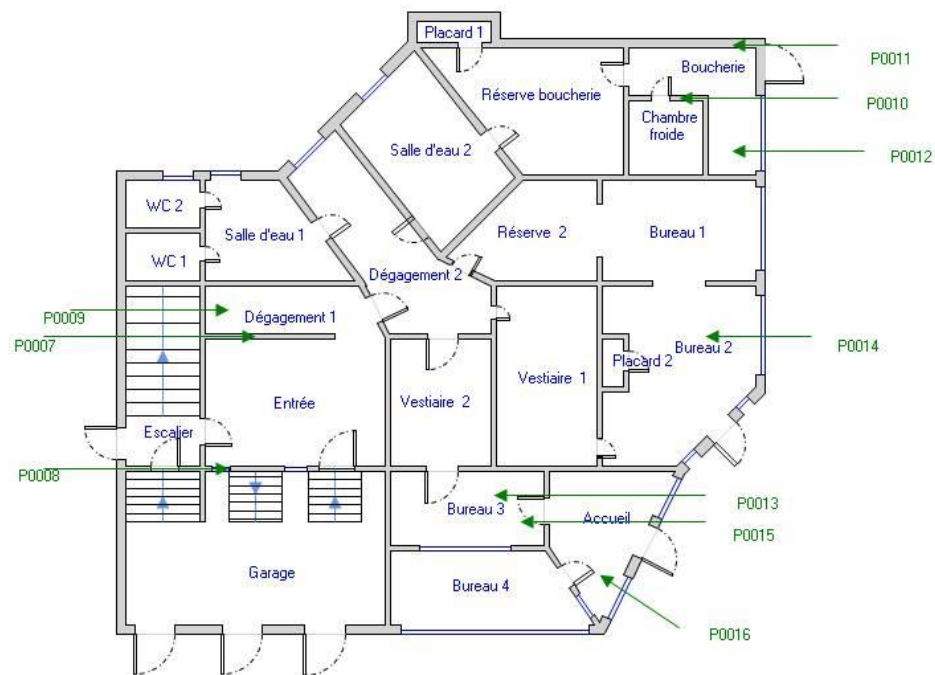 Placard 1
P0011
Boucherie
Réserve boucherie
P0010
Chambre
froide
Salle d'eau 2
P0012
WC 2
Salle d'eau 1
Réserve 2
Bureau 1
WC 1
Dégagement 2
P0009
Dégagement 1
P0007
Bureau 2
P0014
Placard 2
Vestiaire 1
Entrée
Vestiaire 2
Escalier
P0008
Bureau 3
P0013
Accueil
P0015
Garage
Bureau 4
P0016